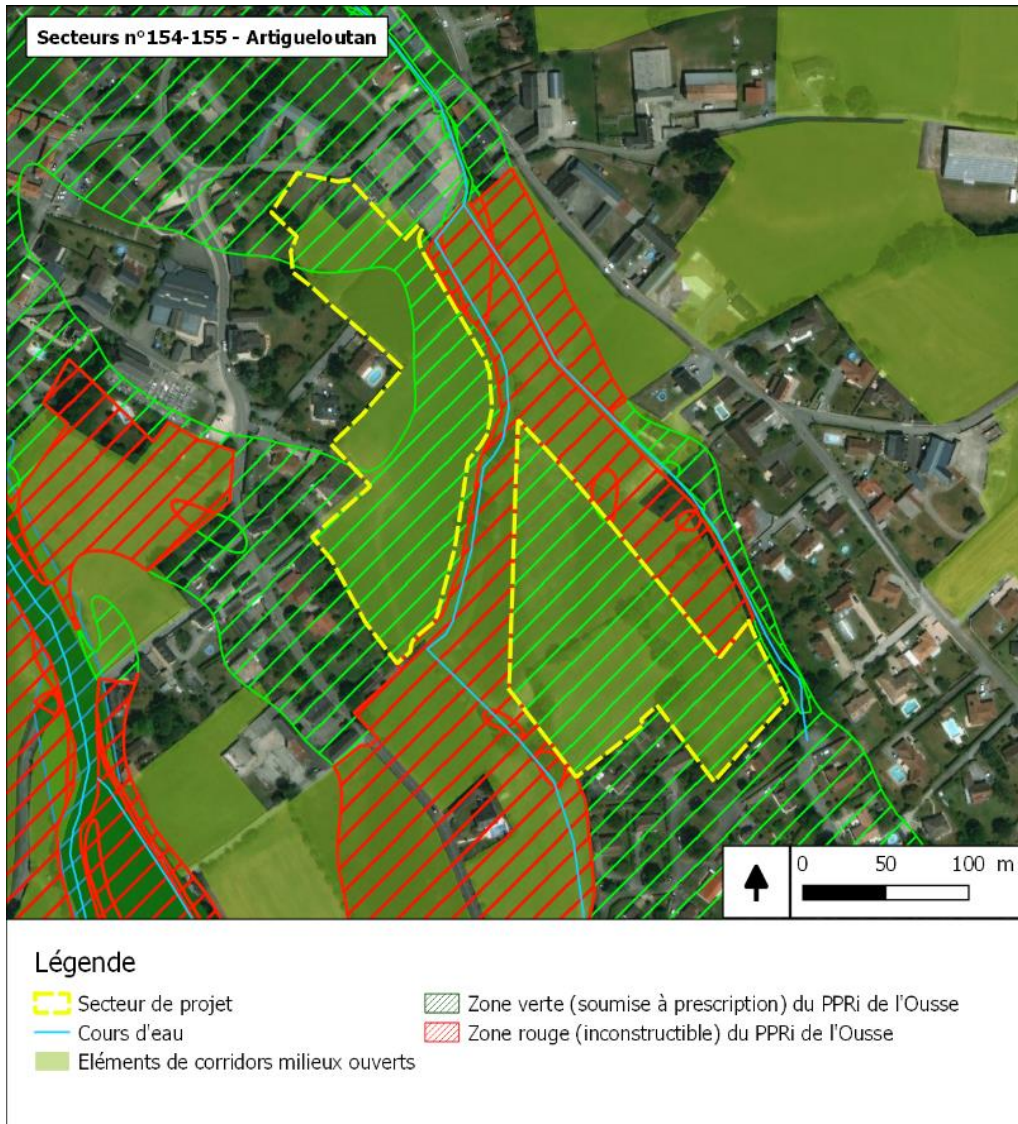 Secteurs n°154-155 - Artigueloutan
0 50 100 m
Légende
Secteur de projet
Cours d'eau
Eléments de corridors milieux ouverts
Zone verte (soumise à prescription) du PPRi de l'Ousse
Zone rouge (inconstructible) du PPRi de l'Ousse